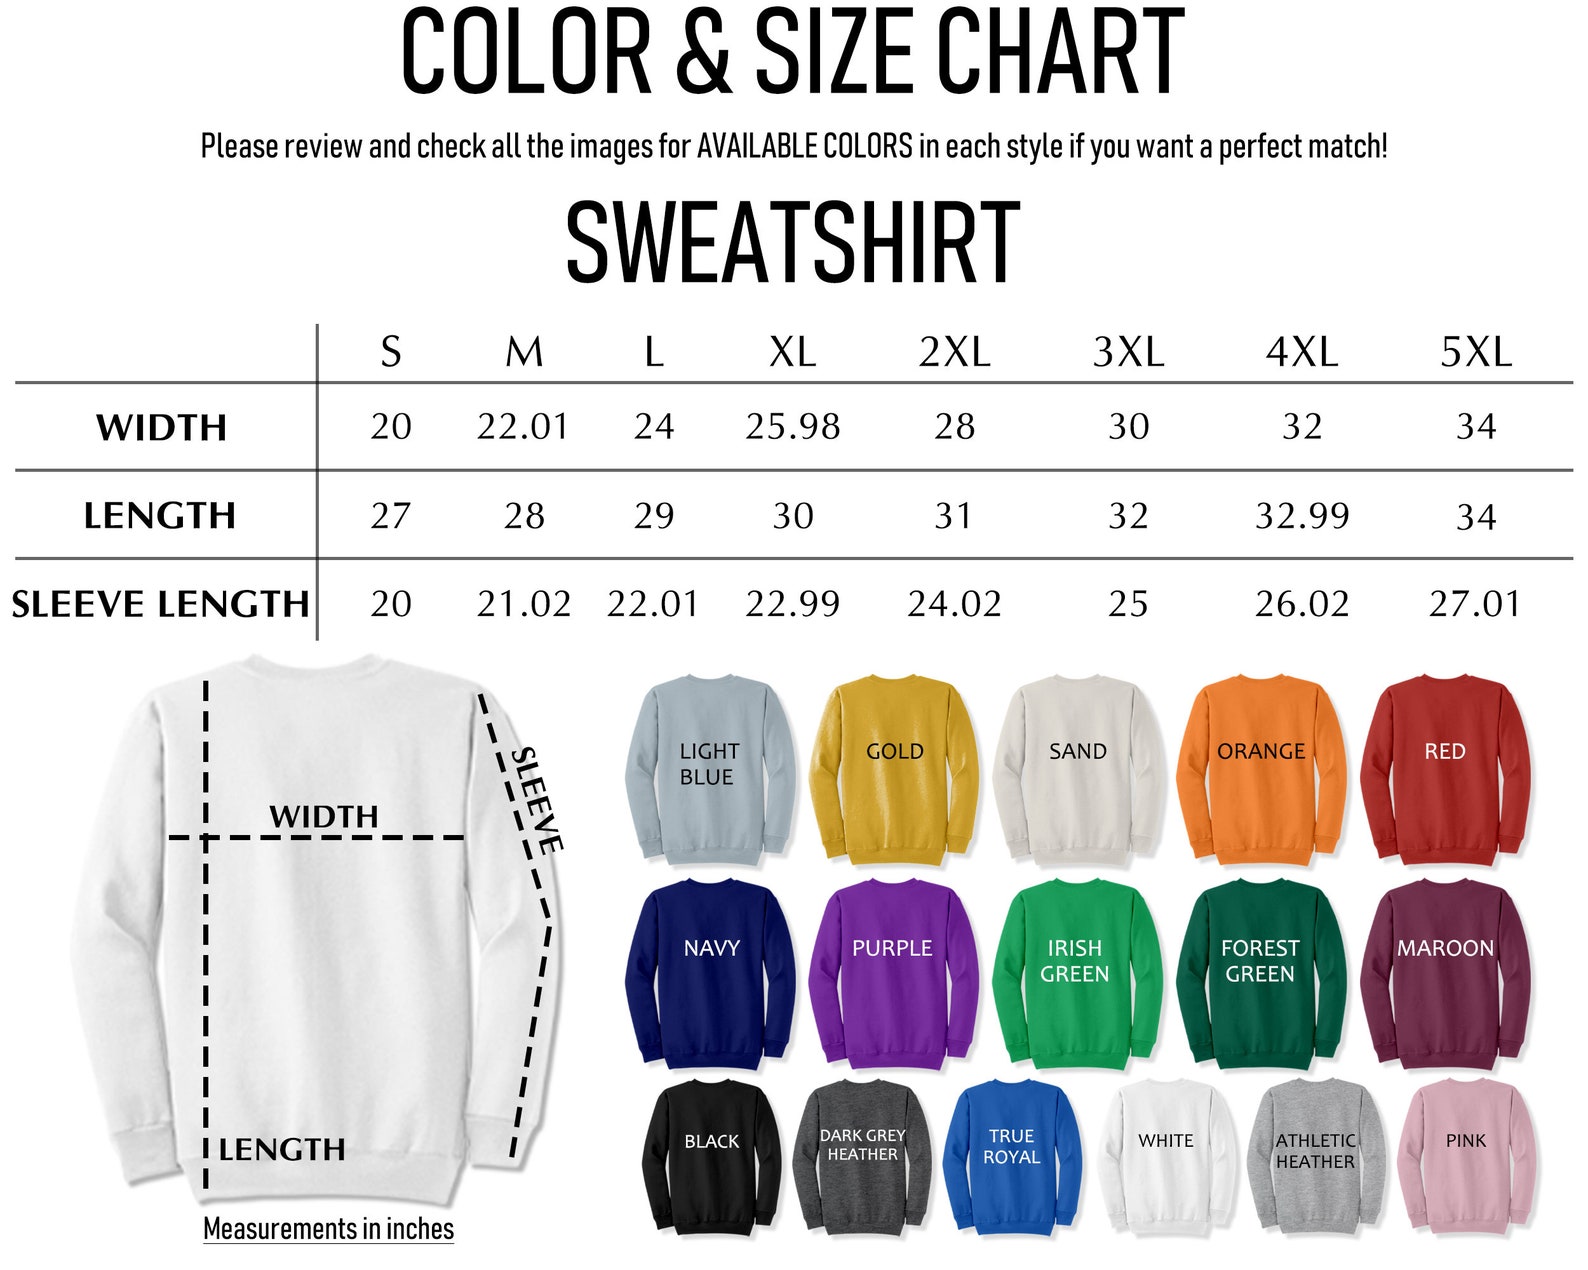 COLOR & SIZE CHART
Please review and check all the images for AVAILABLE COLORS in each style if you want a perfect match!
SWEATSHIRT
S M L XL 2XL 3XL 4XL 5XL
WIDTH 20 22.01 24 25.98 28 30 32 34
LENGTH 27 28 29 30 31 32 32.99 34
SLEEVE LENGTH 20 21.02 22.01 22.99 24.02 25 26.02 27.01
WIDTH
SLEEVE
LENGTH
Measurements in inches
LIGHT
BLUE
GOLD
SAND
ORANGE
RED
NAVY
PURPLE
IRISH
GREEN
FOREST
GREEN
MAROON
BLACK
DARK GREY
HEATHER
TRUE
ROYAL
WHITE
ATHLETIC
HEATHER
PINK